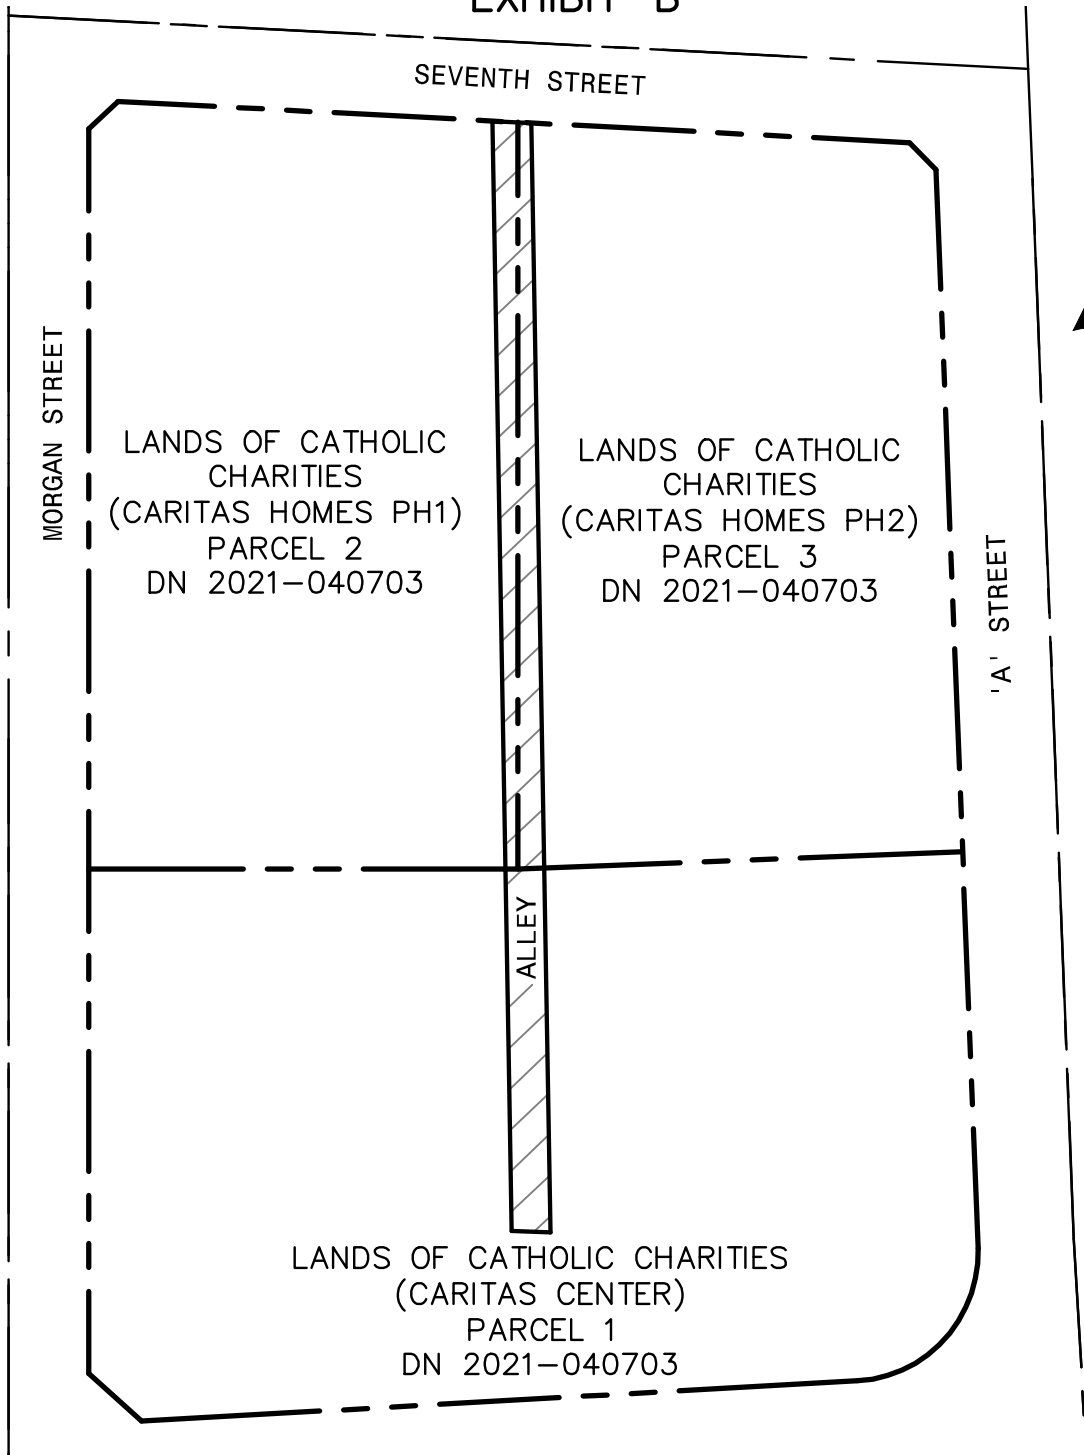 EXHIBIT "B"
SEVENTH STREET
MORGAN STREET
LANDS OF CATHOLIC
CHARITIES
(CARITAS HOMES PH1)
PARCEL 2
DN 2021-040703
LANDS OF CATHOLIC
CHARITIES
(CARITAS HOMES PH2)
PARCEL 3
DN 2021-040703
'A' STREET
ALLEY
LANDS OF CATHOLIC CHARITIES
(CARITAS CENTER)
PARCEL 1
DN 2021-040703